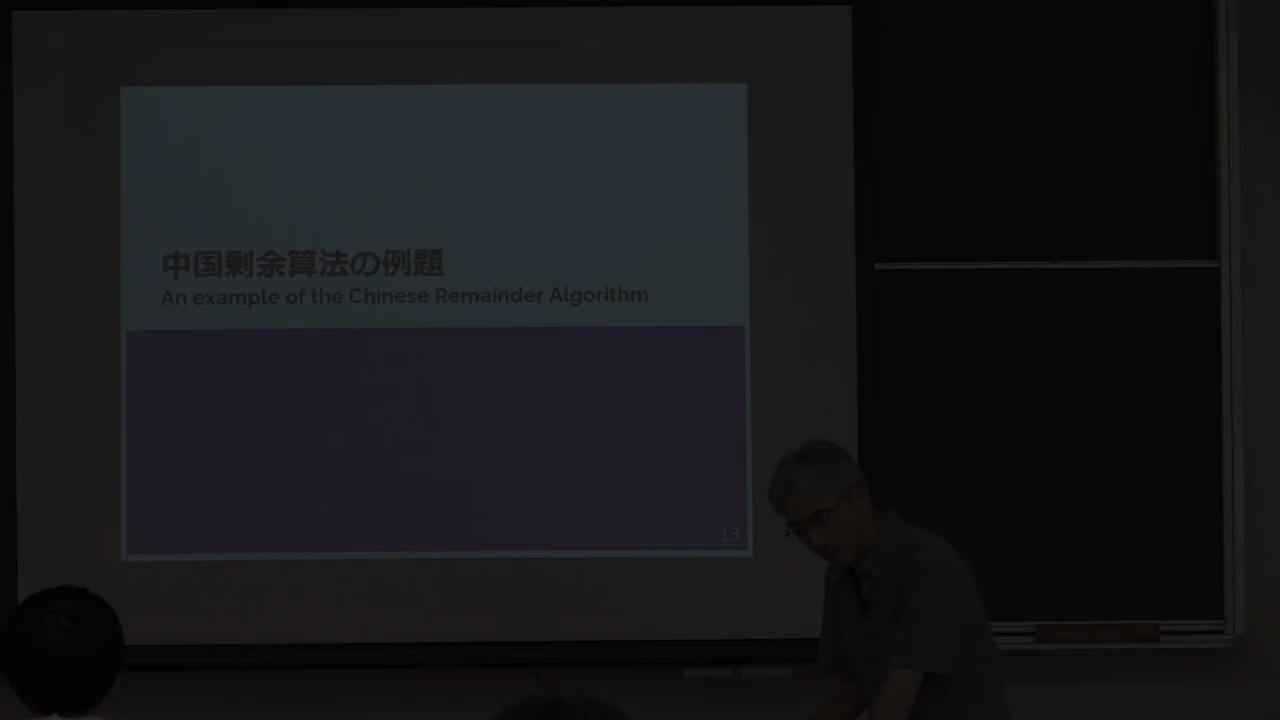 中国剰余算法の例題
An example of the Chinese Remainder Algorithm
13